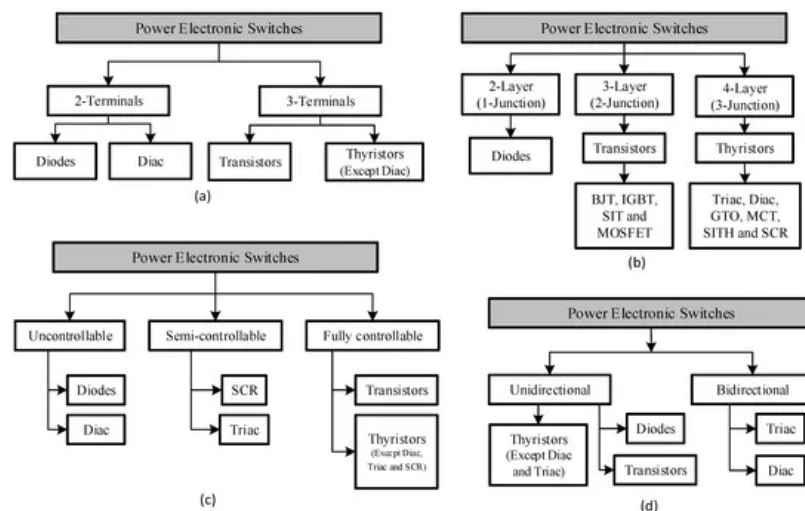 Power Electronic Switches
2-Terminals
3-Terminals
Diodes
Diac
Transistors
Thyristors
(Except Diac)
(a)
Power Electronic Switches
2-Layer
(1-Junction)
3-Layer
(2-Junction)
4-Layer
(3-Junction)
Diodes
Transistors
Thyristors
BJT, IGBT,
SIT and
MOSFET
Triac, Diac,
GTO, MCT,
SITH and SCR
(b)
Power Electronic Switches
Uncontrollable
Semi-controllable
Fully controllable
Diodes
Diac
SCR
Triac
Transistors
Thyristors
(Except Diac,
Triac and SCR)
(c)
Power Electronic Switches
Unidirectional
Bidirectional
Thyristors
(Except Diac
and Triac)
Diodes
Transistors
Triac
Diac
(d)